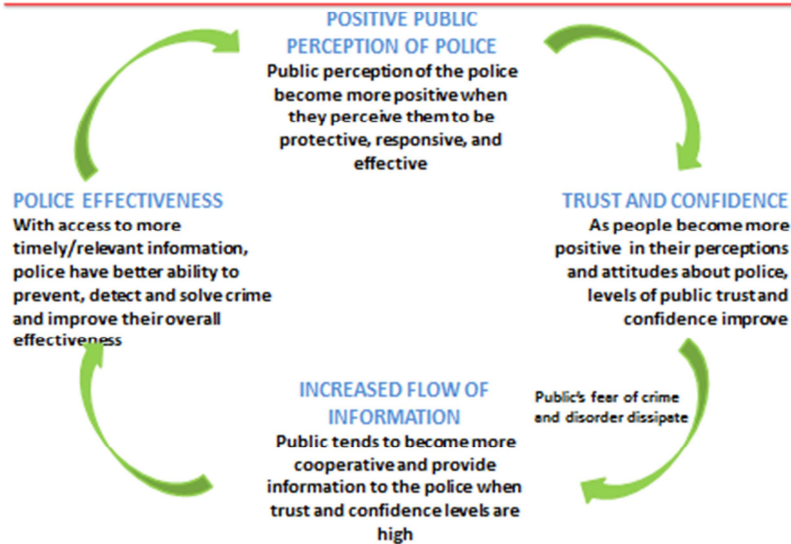 POSITIVE PUBLIC
PERCEPTION OF POLICE
Public perception of the police
become more positive when
they perceive them to be
protective, responsive, and
effective
TRUST AND CONFIDENCE
As people become more
positive in their perceptions
and attitudes about police,
levels of public trust and
confidence improve
Public's fear of crime
and disorder dissipate
INCREASED FLOW OF
INFORMATION
Public tends to become more
cooperative and provide
information to the police when
trust and confidence levels are
high
POLICE EFFECTIVENESS
With access to more
timely/relevant information,
police have better ability to
prevent, detect and solve crime
and improve their overall
effectiveness